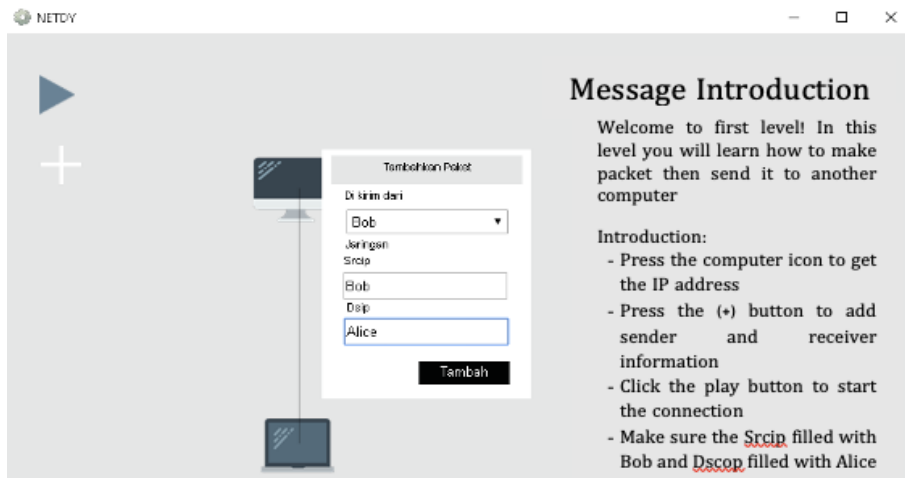 NETDY
Message Introduction
Welcome to first level! In this
level you will learn how to make
packet then send it to another
computer
Introduction:
- Press the computer icon to get
the IP address
- Press the (+) button to add
sender and receiver
information
- Click the play button to start
the connection
- Make sure the Srcip filled with
Bob and Dscop filled with Alice
Tambahkan Paket
Di kirim dari
Bob
Jaringan
Srcip
Bob
Dsip
Alice
Tambah